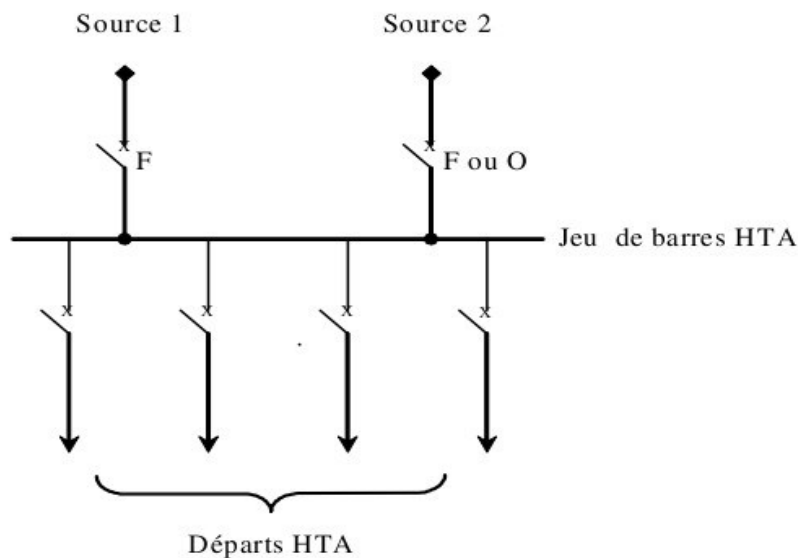 Source 1
Source 2
F
F ou O
Jeu de barres HTA
Départs HTA